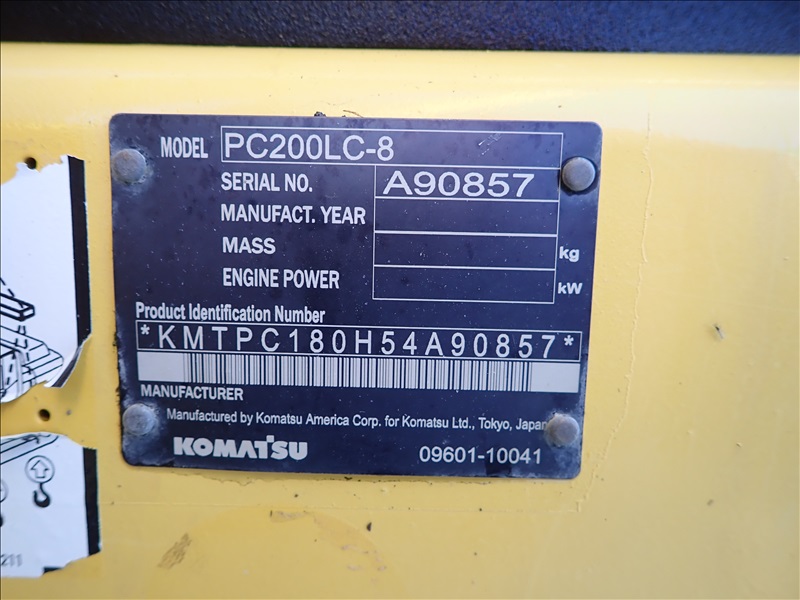 MODEL PC200LC-8
SERIAL NO. A90857
MANUFACT. YEAR
MASS kg
ENGINE POWER kW
Product Identification Number
*KMTPC180H54A90857*
MANUFACTURER
Manufactured by Komatsu America Corp. for Komatsu Ltd., Tokyo, Japan
KOMATSU 09601-10041
211